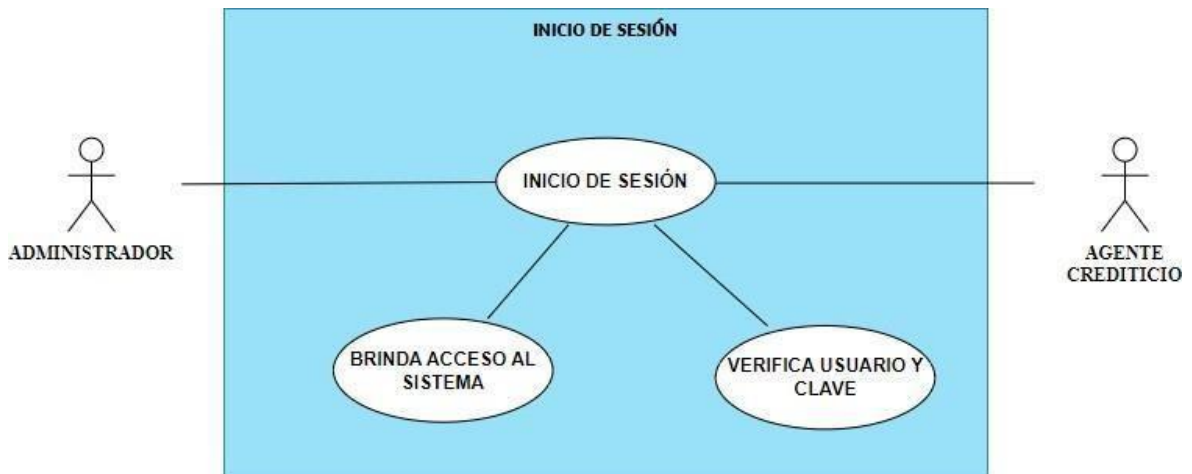 INICIO DE SESIÓN
INICIO DE SESIÓN
ADMINISTRADOR
AGENTE
CREDITICIO
BRINDA ACCESO AL
SISTEMA
VERIFICA USUARIO Y
CLAVE